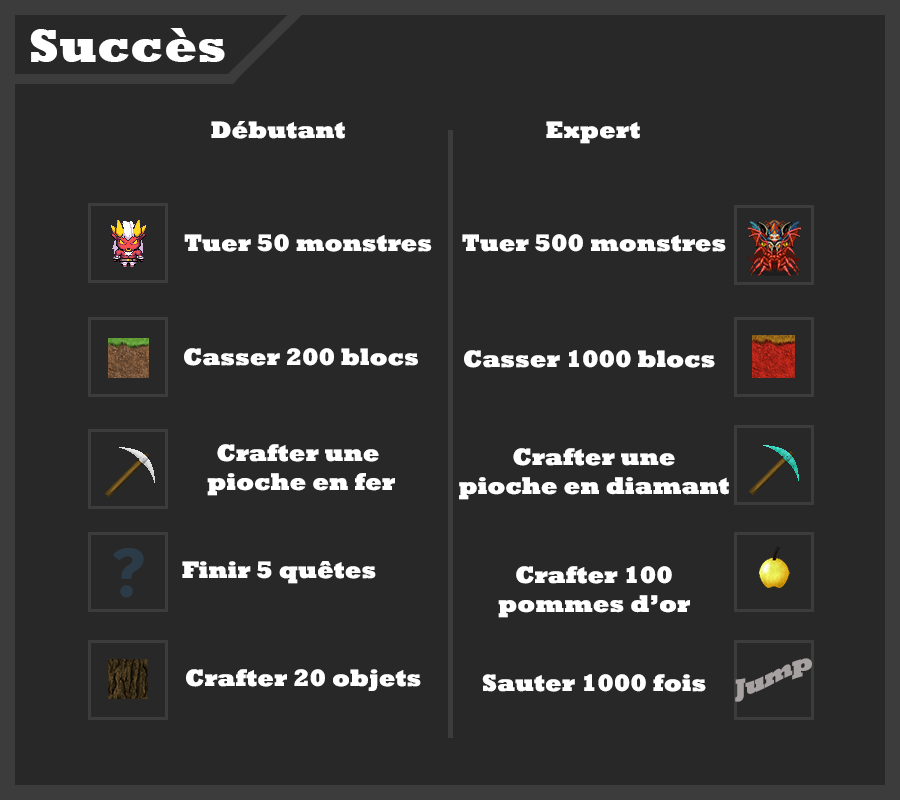 Succès
Débutant
Expert
Tuer 50 monstres
Tuer 500 monstres
Casser 200 blocs
Casser 1000 blocs
Crafter une
pioche en fer
Crafter une
pioche en diamant
?
Finir 5 quêtes
Crafter 100
pommes d'or
Crafter 20 objets
Sauter 1000 fois
Jump